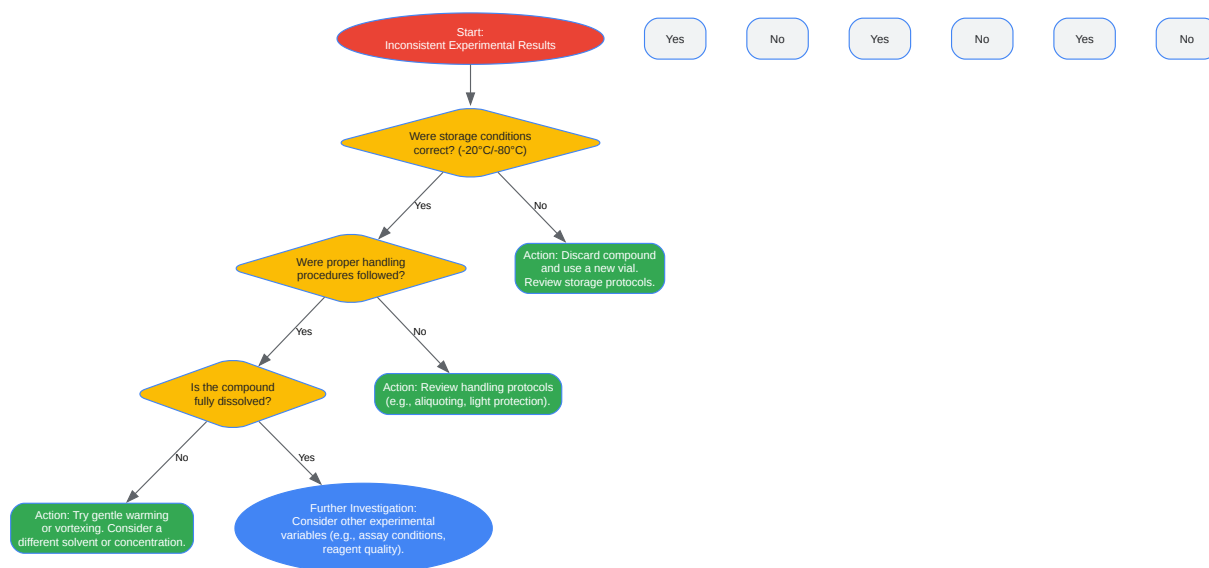 Start:
Inconsistent Experimental Results
Yes
No
Yes
No
Yes
No
Were storage conditions
correct? (-20°C/-80°C)
Yes
No
Were proper handling
procedures followed?
Action: Discard compound
and use a new vial.
Review storage protocols.
Yes
No
Is the compound
fully dissolved?
Action: Review handling protocols
(e.g., aliquoting, light protection).
No
Yes
Action: Try gentle warming
or vortexing. Consider a
different solvent or concentration.
Further Investigation:
Consider other experimental
variables (e.g., assay conditions,
reagent quality).